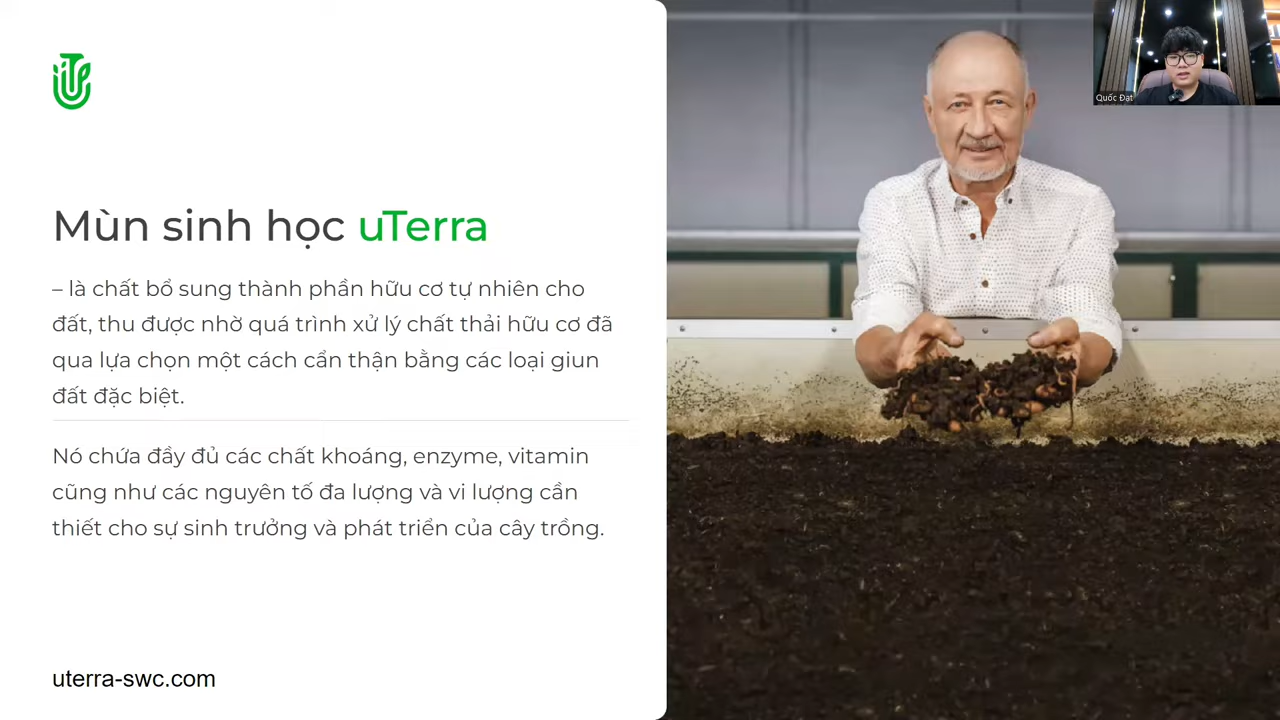 Mùn sinh học uTerra
– là chất bổ sung thành phần hữu cơ tự nhiên cho
đất, thu được nhờ quá trình xử lý chất thải hữu cơ đã
qua lựa chọn một cách cẩn thận bằng các loại giun
đất đặc biệt.
Nó chứa đầy đủ các chất khoáng, enzyme, vitamin
cũng như các nguyên tố đa lượng và vi lượng cần
thiết cho sự sinh trưởng và phát triển của cây trồng.
uterra-swc.com
Quốc Đạt